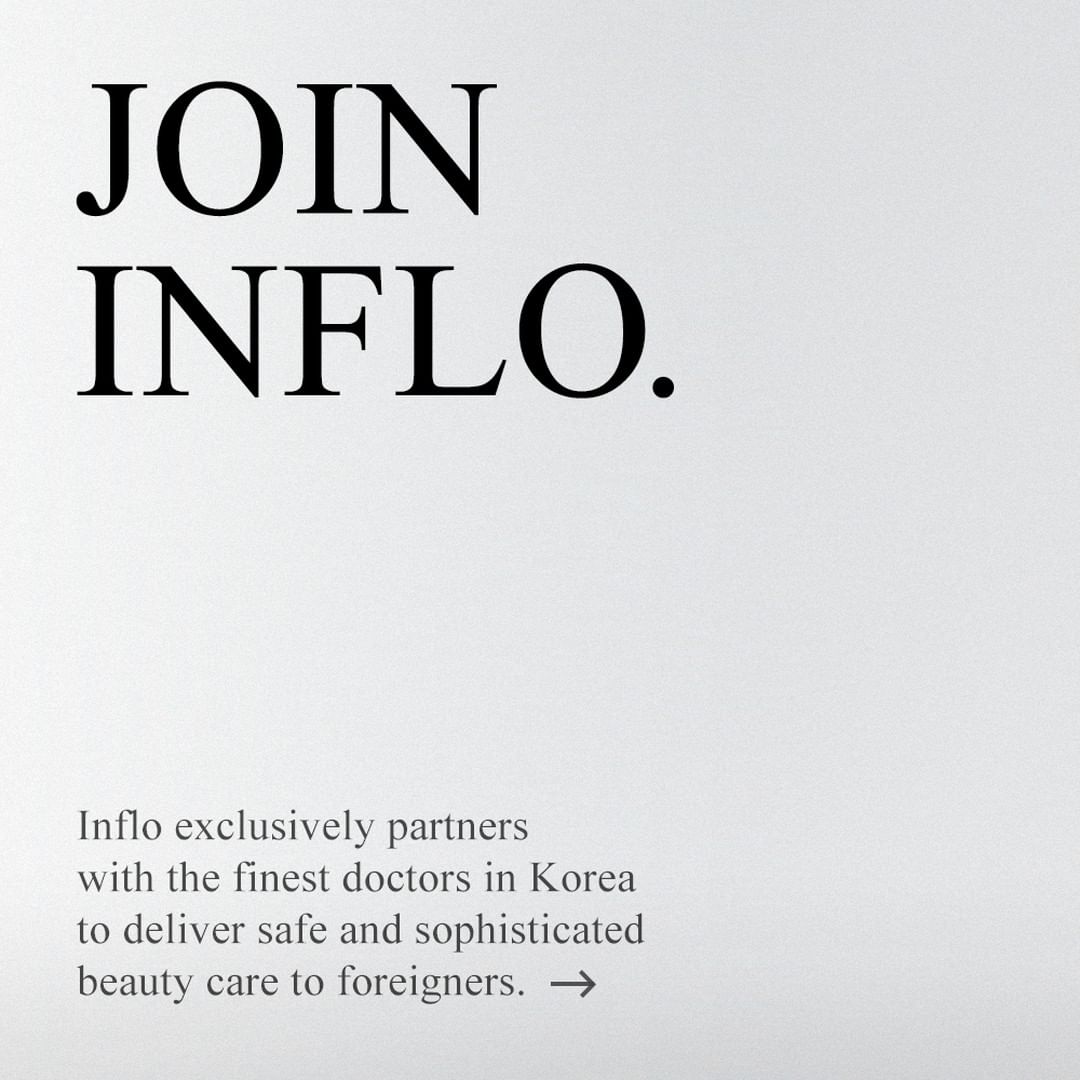 JOIN
INFLO.
Inflo exclusively partners
with the finest doctors in Korea
to deliver safe and sophisticated
beauty care to foreigners. →